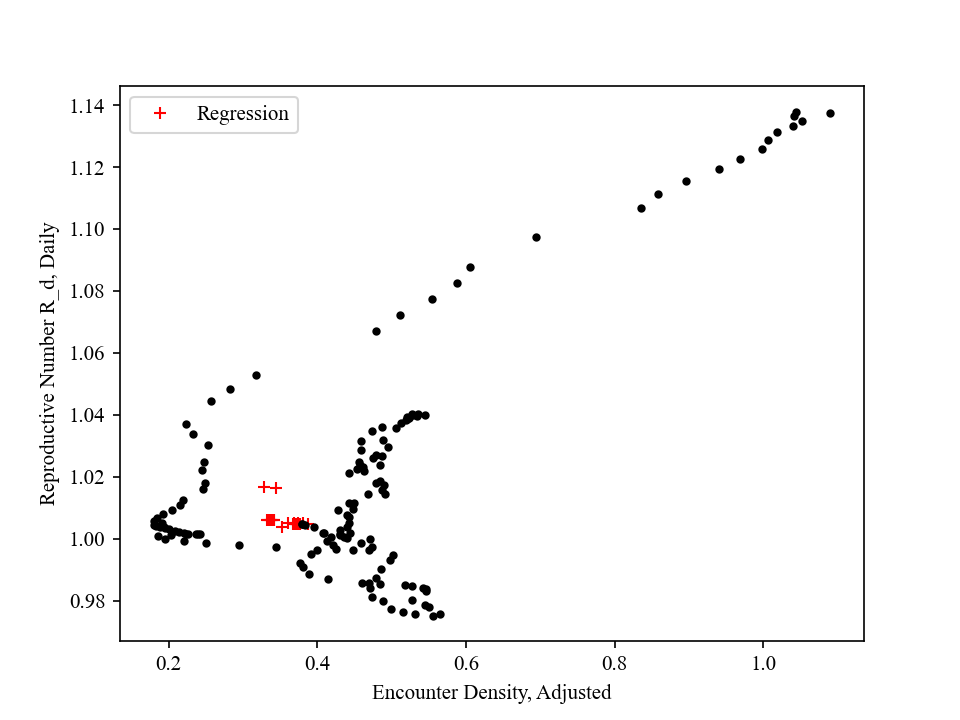 Regression
1.14
1.12
1.10
1.08
1.06
1.04
1.02
1.00
0.98
Reproductive Number R_d, Daily
0.2 0.4 0.6 0.8 1.0
Encounter Density, Adjusted